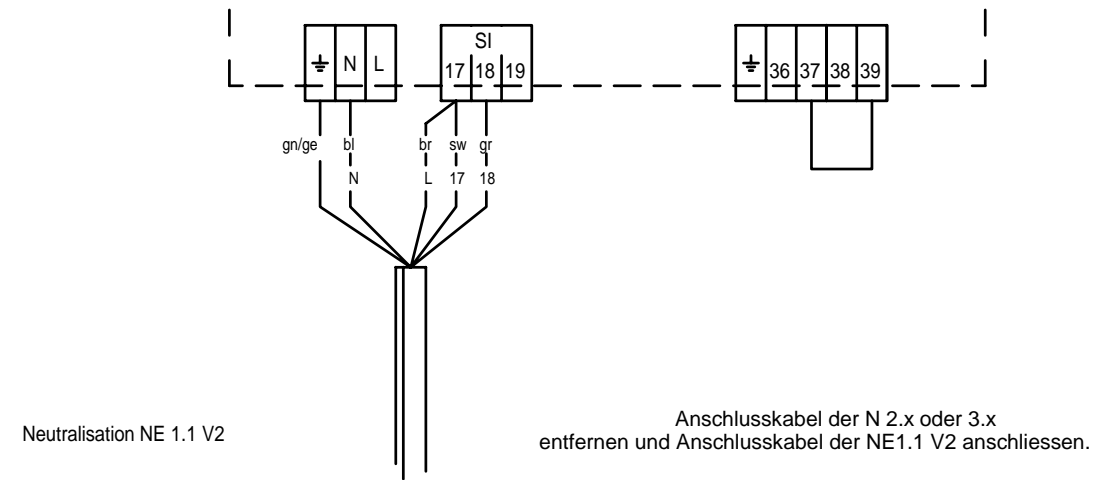 SI
N L
17 18 19
36 37 38 39
gn/ge bl br sw gr
N L 17 18
Neutralisation NE 1.1 V2
Anschlusskabel der N 2.x oder 3.x
entfernen und Anschlusskabel der NE1.1 V2 anschliessen.